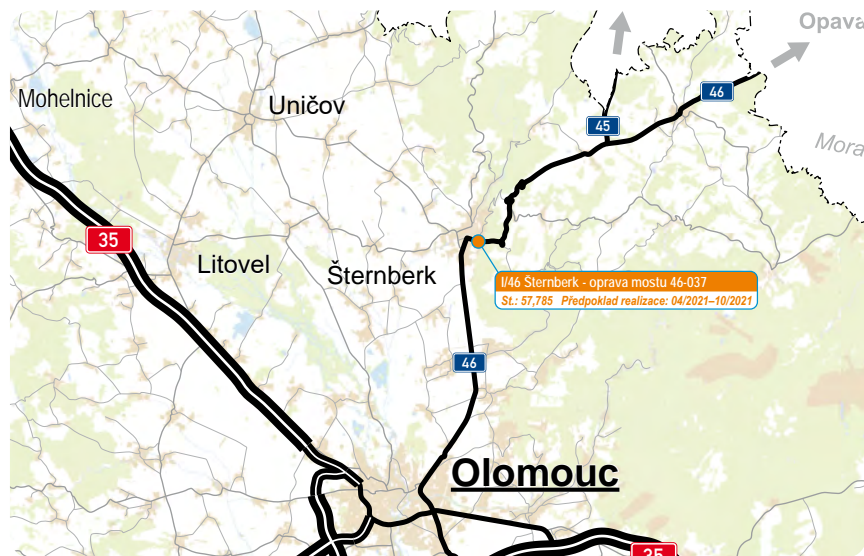 Opava
46
Mohelnice
Uničov
45
Mora
35
Litovel
Šternberk
I/46 Šternberk - oprava mostu 46-037
St.: 57,785 Předpoklad realizace: 04/2021–10/2021
46
Olomouc
35